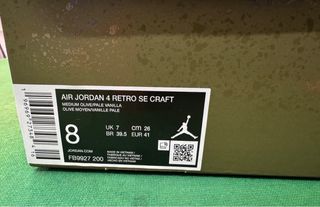 AIR JORDAN 4 RETRO SE CRAFT
MEDIUM OLIVE/PALE VANILLA
OLIVE MOYEN/VANILLE PALE
8
UK 7 CM 26
BR 39.5 EUR 41
JORDAN.COM
FB9927 200